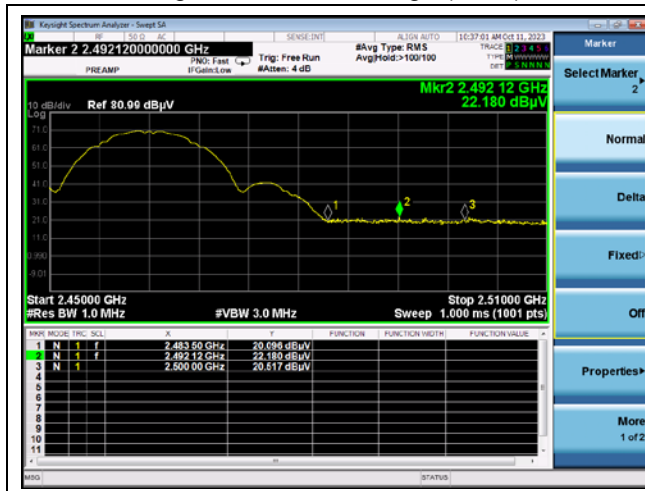 Keysight Spectrum Analyzer - Swept SA
RF 50 Ω AC SENSE:INT ALIGN AUTO 10:37:01 AM Oct 11, 2023
Marker 2 2.492120000000 GHz #Avg Type: RMS TRACE 1 2 3 4 5 6
PREAMP PNO: Fast Trig: Free Run Avg|Hold:>100/100 TYPE M
IFGain:Low #Atten: 4 dB DET P S N N N N
Mkr2 2.492 12 GHz
22.180 dBµV
10 dB/div Ref 80.99 dBµV
Log
71.0
61.0
51.0
41.0
31.0
21.0
11.0
0.990
-9.01
1
2
3
Start 2.45000 GHz Stop 2.51000 GHz
#Res BW 1.0 MHz #VBW 3.0 MHz Sweep 1.000 ms (1001 pts)
MKR MODE TRC SCL X Y FUNCTION FUNCTION WIDTH FUNCTION VALUE
1 N 1 f 2.483 50 GHz 20.096 dBµV
2 N 1 f 2.492 12 GHz 22.180 dBµV
3 N 1 2.500 00 GHz 20.517 dBµV
4
5
6
7
8
9
10
11
MSG STATUS
Marker
Select Marker
2
Normal
Delta
Fixed
Off
Properties
More
1 of 2